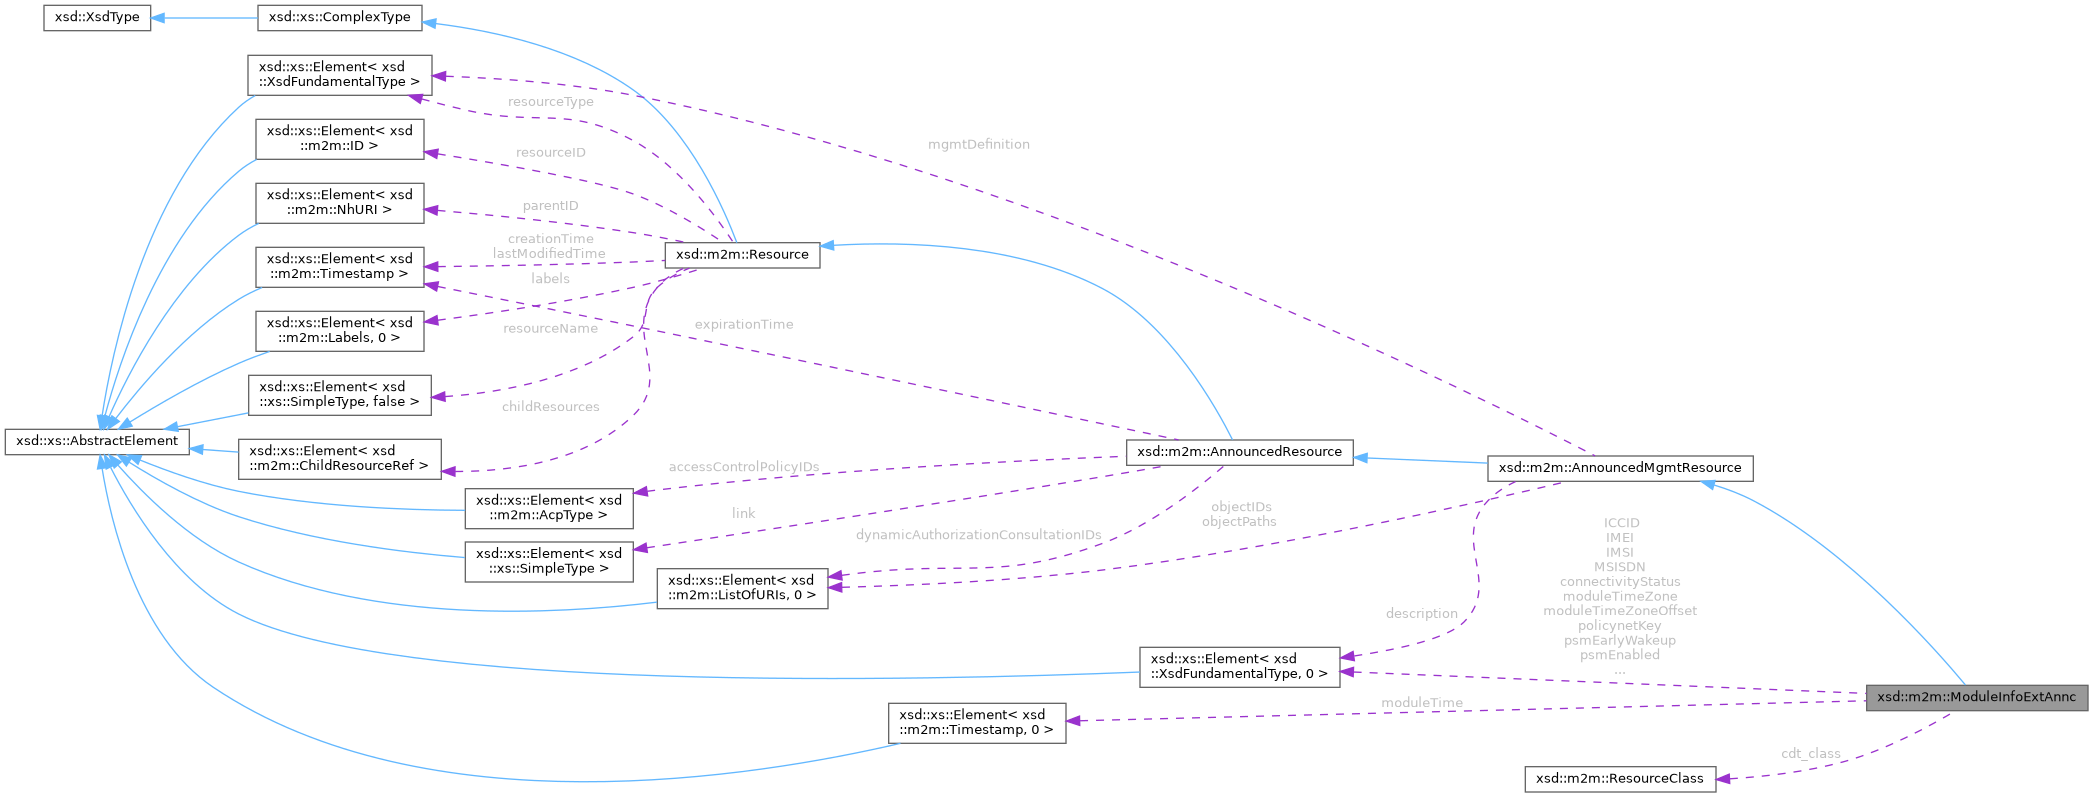 xsd::XsdType
xsd::xs::ComplexType
xsd::xs::Element< xsd
::XsdFundamentalType >
resourceType
xsd::xs::Element< xsd
::m2m::ID >
resourceID
mgmtDefinition
xsd::xs::Element< xsd
::m2m::NhURI >
parentID
creationTime
lastModifiedTime
xsd::xs::Element< xsd
::m2m::Timestamp >
xsd::m2m::Resource
labels
xsd::xs::Element< xsd
::m2m::Labels, 0 >
resourceName
expirationTime
xsd::xs::Element< xsd
::xs::SimpleType, false >
childResources
xsd::xs::AbstractElement
xsd::xs::Element< xsd
::m2m::ChildResourceRef >
xsd::m2m::AnnouncedResource
accessControlPolicyIDs
xsd::m2m::AnnouncedMgmtResource
xsd::xs::Element< xsd
::m2m::AcpType >
link
objectIDs
objectPaths
dynamicAuthorizationConsultationIDs
xsd::xs::Element< xsd
::xs::SimpleType >
xsd::xs::Element< xsd
::m2m::ListOfURIs, 0 >
ICCID
IMEI
IMSI
MSISDN
connectivityStatus
moduleTimeZone
moduleTimeZoneOffset
policynetKey
psmEarlyWakeup
psmEnabled
...
description
xsd::xs::Element< xsd
::XsdFundamentalType, 0 >
xsd::m2m::ModuleInfoExtAnnc
moduleTime
xsd::xs::Element< xsd
::m2m::Timestamp, 0 >
cdt_class
xsd::m2m::ResourceClass